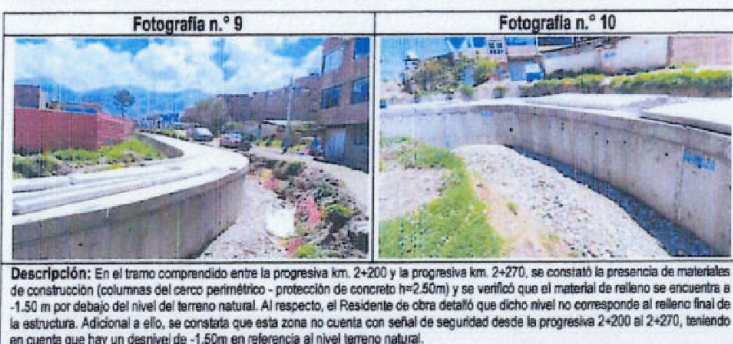 Fotografía n.° 9
Fotografía n.° 10
Descripción: En el tramo comprendido entre la progresiva km. 2+200 y la progresiva km. 2+270, se constató la presencia de materiales
de construcción (columnas del cerco perimétrico - protección de concreto h=2.50m) y se verificó que el material de relleno se encuentra a
-1.50 m por debajo del nivel del terreno natural. Al respecto, el Residente de obra detalló que dicho nivel no corresponde al relleno final de
la estructura. Adicional a ello, se constata que esta zona no cuenta con señal de seguridad desde la progresiva 2+200 al 2+270, teniendo
en cuenta que hay un desnivel de -1.50m en referencia al nivel terreno natural.